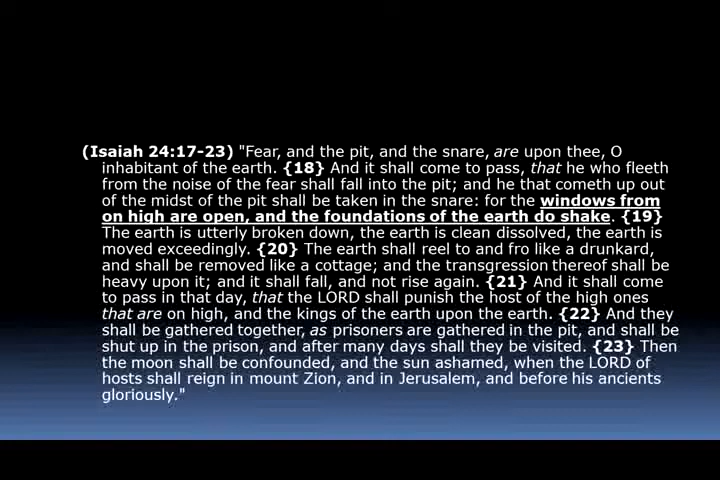 (Isaiah 24:17-23) "Fear, and the pit, and the snare, are upon thee, O
inhabitant of the earth. {18} And it shall come to pass, that he who fleeth
from the noise of the fear shall fall into the pit; and he that cometh up out
of the midst of the pit shall be taken in the snare: for the windows from
on high are open, and the foundations of the earth do shake. {19}
The earth is utterly broken down, the earth is clean dissolved, the earth is
moved exceedingly. {20} The earth shall reel to and fro like a drunkard,
and shall be removed like a cottage; and the transgression thereof shall be
heavy upon it; and it shall fall, and not rise again. {21} And it shall come
to pass in that day, that the LORD shall punish the host of the high ones
that are on high, and the kings of the earth upon the earth. {22} And they
shall be gathered together, as prisoners are gathered in the pit, and shall be
shut up in the prison, and after many days shall they be visited. {23} Then
the moon shall be confounded, and the sun ashamed, when the LORD of
hosts shall reign in mount Zion, and in Jerusalem, and before his ancients
gloriously."